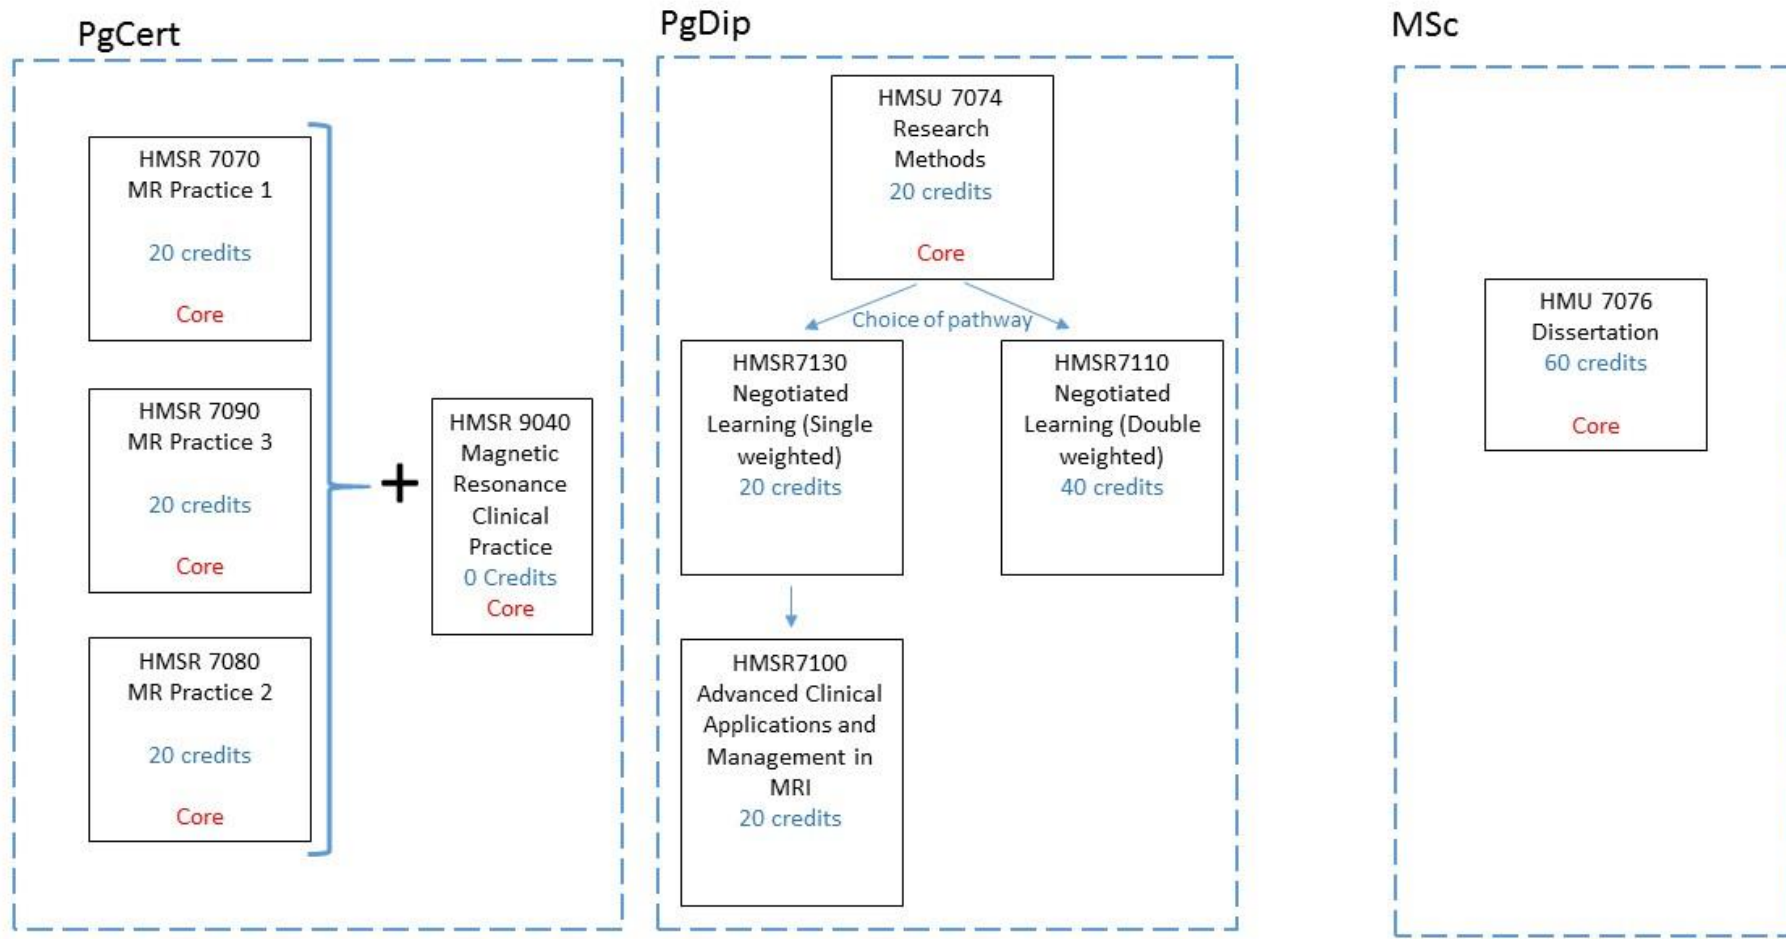 PgCert
HMSR 7070
MR Practice 1
20 credits
Core
HMSR 7090
MR Practice 3
20 credits
Core
HMSR 7080
MR Practice 2
20 credits
Core
+
HMSR 9040
Magnetic
Resonance
Clinical
Practice
0 Credits
Core
PgDip
HMSU 7074
Research
Methods
20 credits
Core
Choice of pathway
HMSR7130
Negotiated
Learning (Single
weighted)
20 credits
HMSR7110
Negotiated
Learning (Double
weighted)
40 credits
HMSR7100
Advanced Clinical
Applications and
Management in
MRI
20 credits
MSc
HMU 7076
Dissertation
60 credits
Core